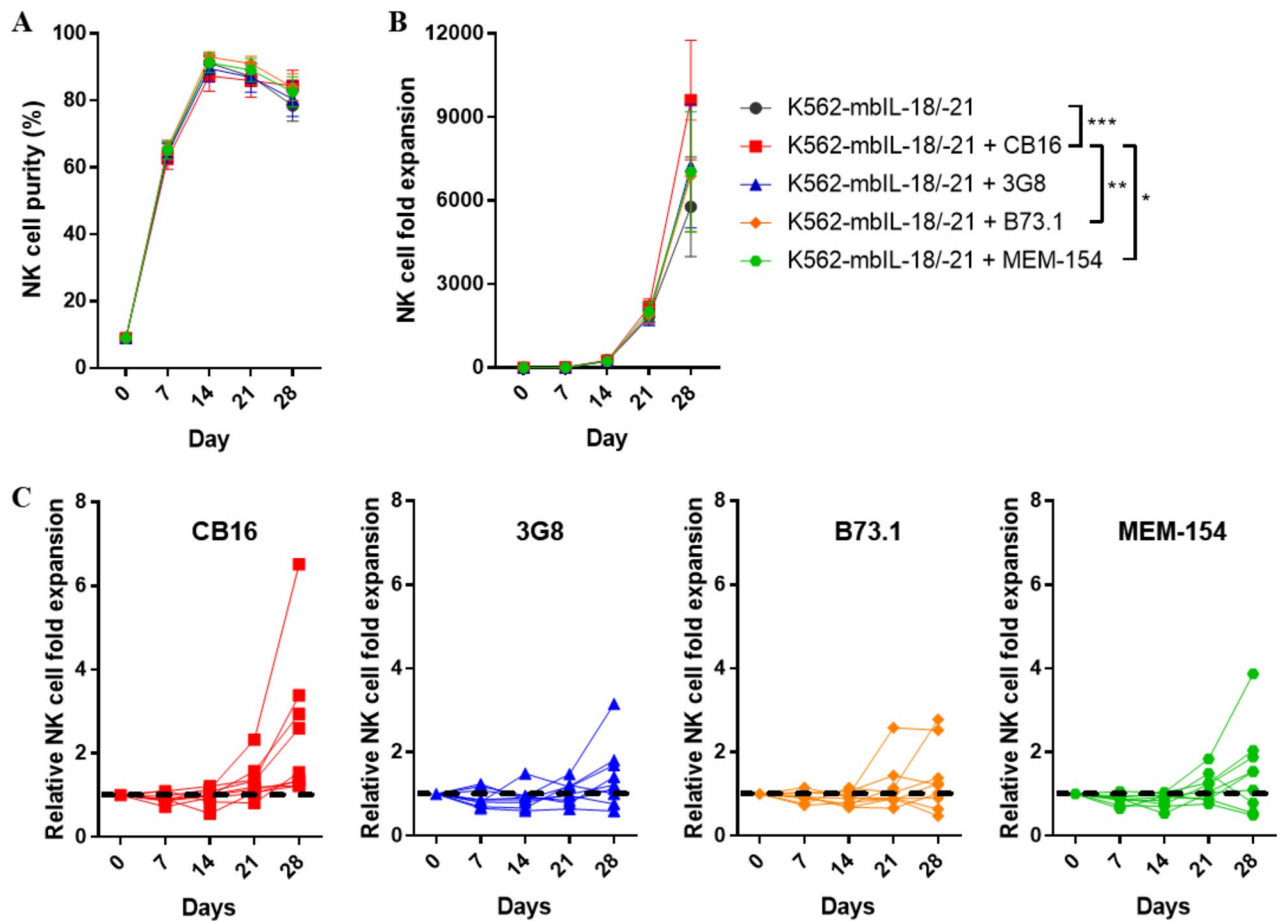 A
NK cell purity (%)
100
80
60
40
20
0
0 7 14 21 28
Day
B
NK cell fold expansion
12000
9000
6000
3000
0
0 7 14 21 28
Day
K562-mbIL-18/-21
K562-mbIL-18/-21 + CB16
K562-mbIL-18/-21 + 3G8
K562-mbIL-18/-21 + B73.1
K562-mbIL-18/-21 + MEM-154
***
**
*
C
Relative NK cell fold expansion
8
6
4
2
0
CB16
0 7 14 21 28
Days
Relative NK cell fold expansion
8
6
4
2
0
3G8
0 7 14 21 28
Days
Relative NK cell fold expansion
8
6
4
2
0
B73.1
0 7 14 21 28
Days
Relative NK cell fold expansion
8
6
4
2
0
MEM-154
0 7 14 21 28
Days